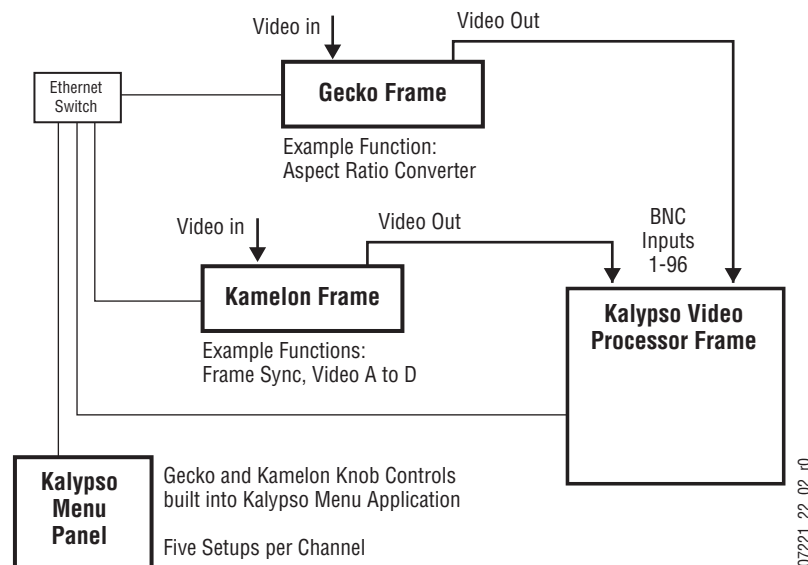 Video in
Video Out
Ethernet
Switch
Gecko Frame
Example Function:
Aspect Ratio Converter
Video in
Video Out
BNC
Inputs
1-96
Kamelon Frame
Kalypso Video
Processor Frame
Example Functions:
Frame Sync, Video A to D
Kalypso
Menu
Panel
Gecko and Kamelon Knob Controls
built into Kalypso Menu Application
Five Setups per Channel
07221_22_02_r0